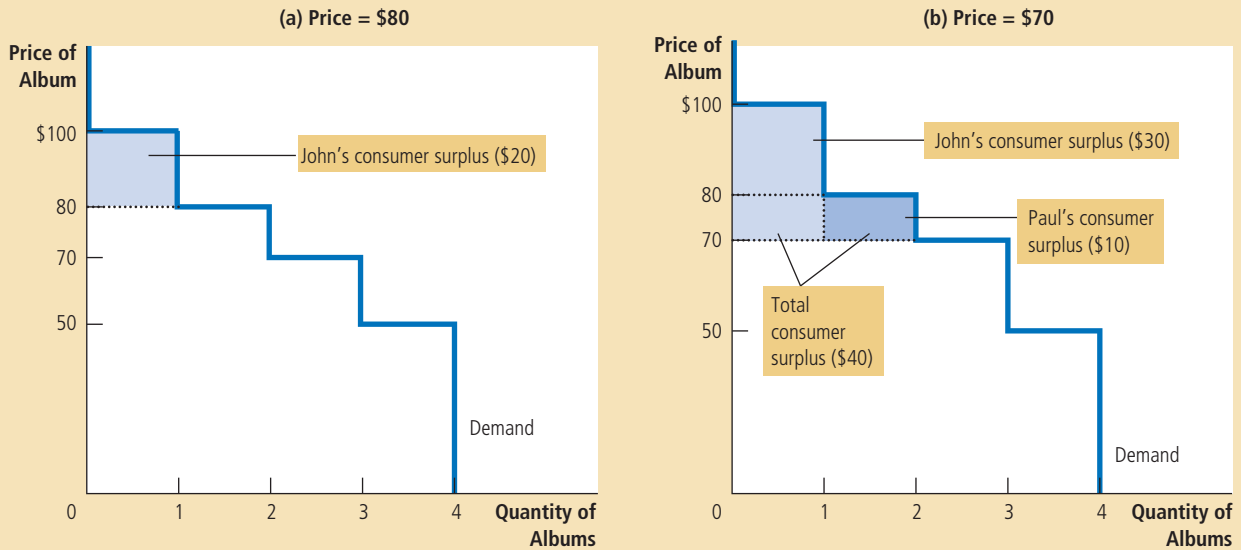 (a) Price = $80
Price of
Album
$100
80
70
50
John’s consumer surplus ($20)
Demand
0
1
2
3
4
Quantity of
Albums
(b) Price = $70
Price of
Album
$100
80
70
50
John’s consumer surplus ($30)
Paul’s consumer
surplus ($10)
Total
consumer
surplus ($40)
Demand
0
1
2
3
4
Quantity of
Albums